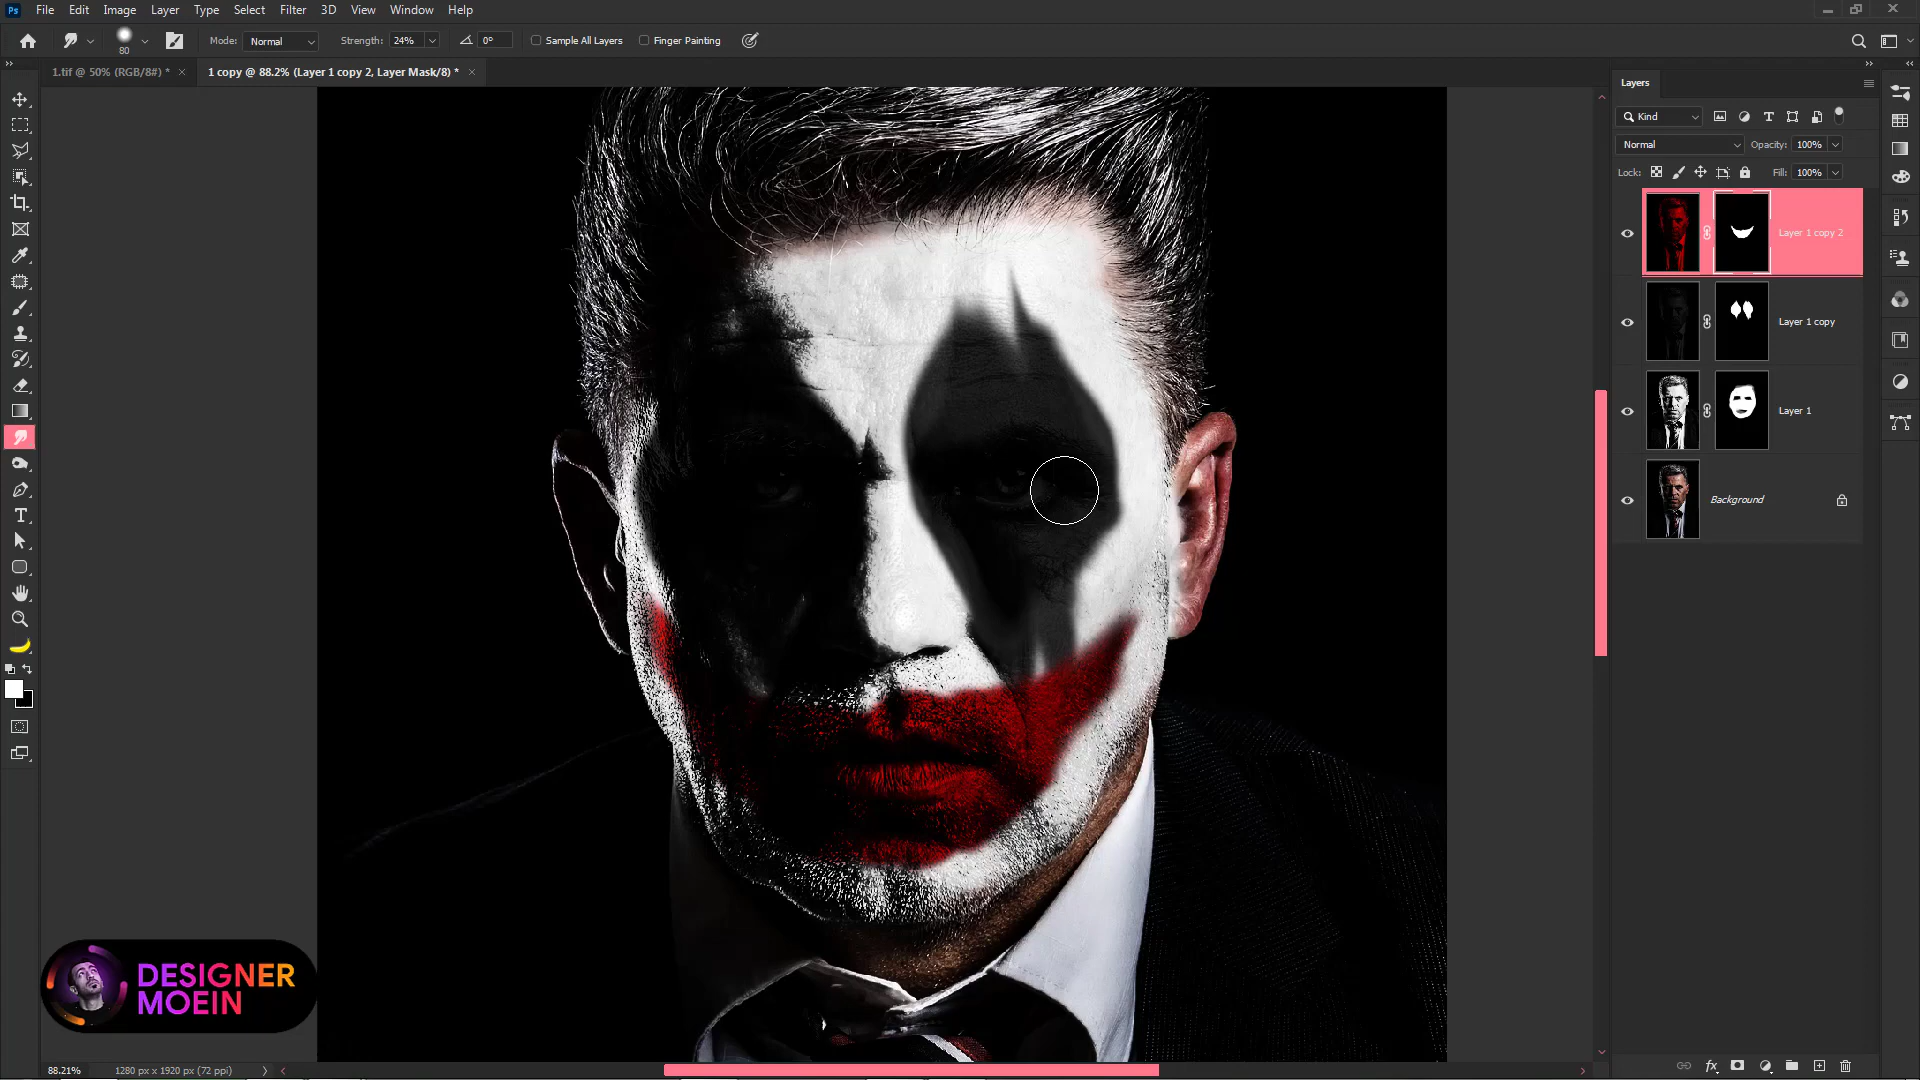 Ps File Edit Image Layer Type Select Filter 3D View Window Help
80 Mode: Normal Strength: 24% 0° Sample All Layers Finger Painting
1.tif @ 50% (RGB/8#) * × 1 copy @ 88.2% (Layer 1 copy 2, Layer Mask/8) * ×
Layers
Kind
Normal Opacity: 100%
Lock: Fill: 100%
Layer 1 copy 2
Layer 1 copy
Layer 1
Background
DESIGNER
MOEIN
88.21% 1280 px x 1920 px (72 ppi)
fx